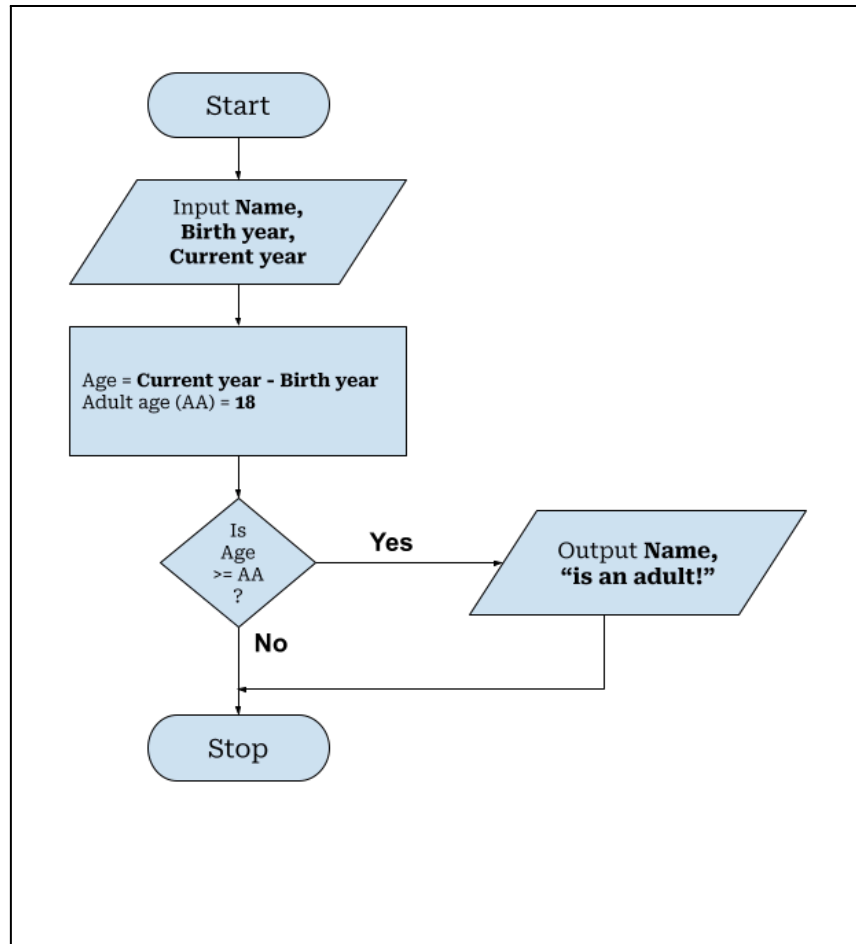 Start
Input Name,
Birth year,
Current year
Age = Current year - Birth year
Adult age (AA) = 18
Is
Age
>= AA
?
Yes
Output Name,
“is an adult!”
No
Stop